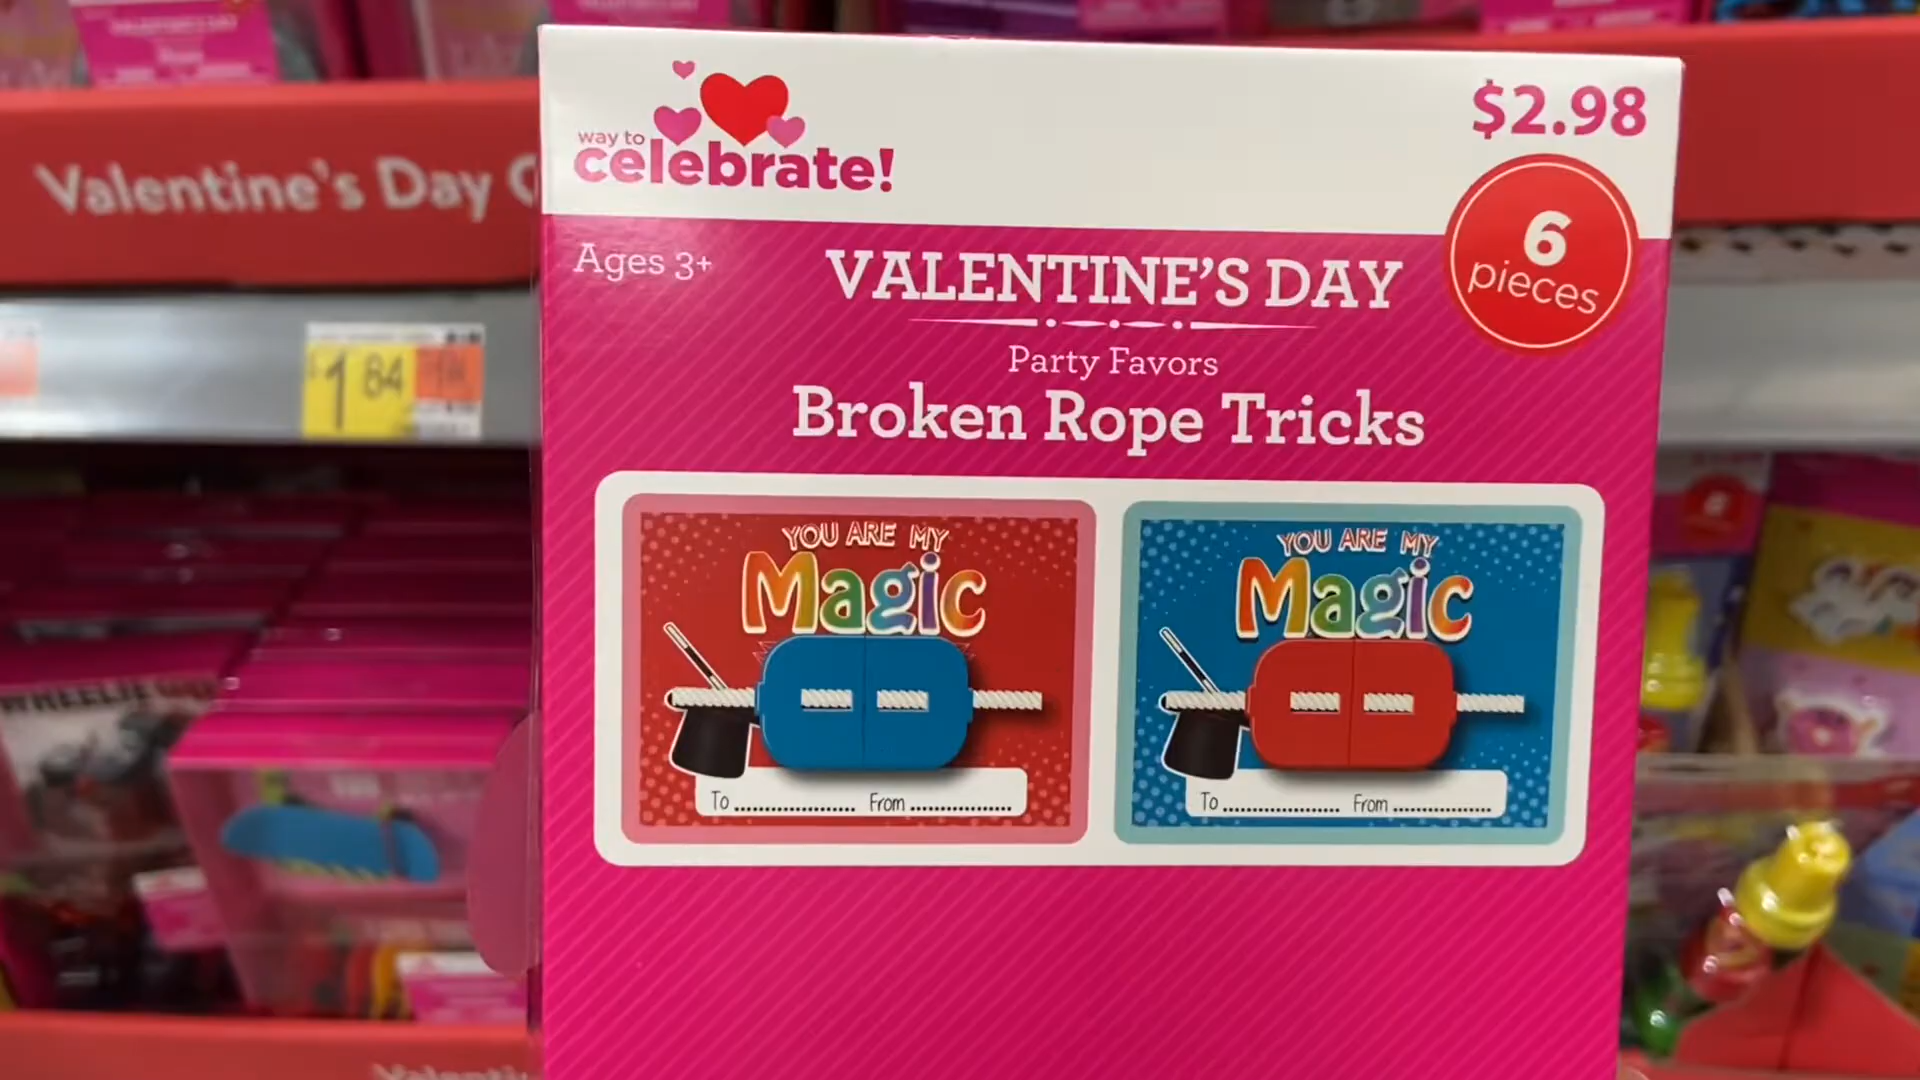 Valentine's Day
$1.84
way to
celebrate!
$2.98
6
pieces
Ages 3+
VALENTINE'S DAY
Party Favors
Broken Rope Tricks
YOU ARE MY
Magic
To
From
YOU ARE MY
Magic
To
From
WHEELIE